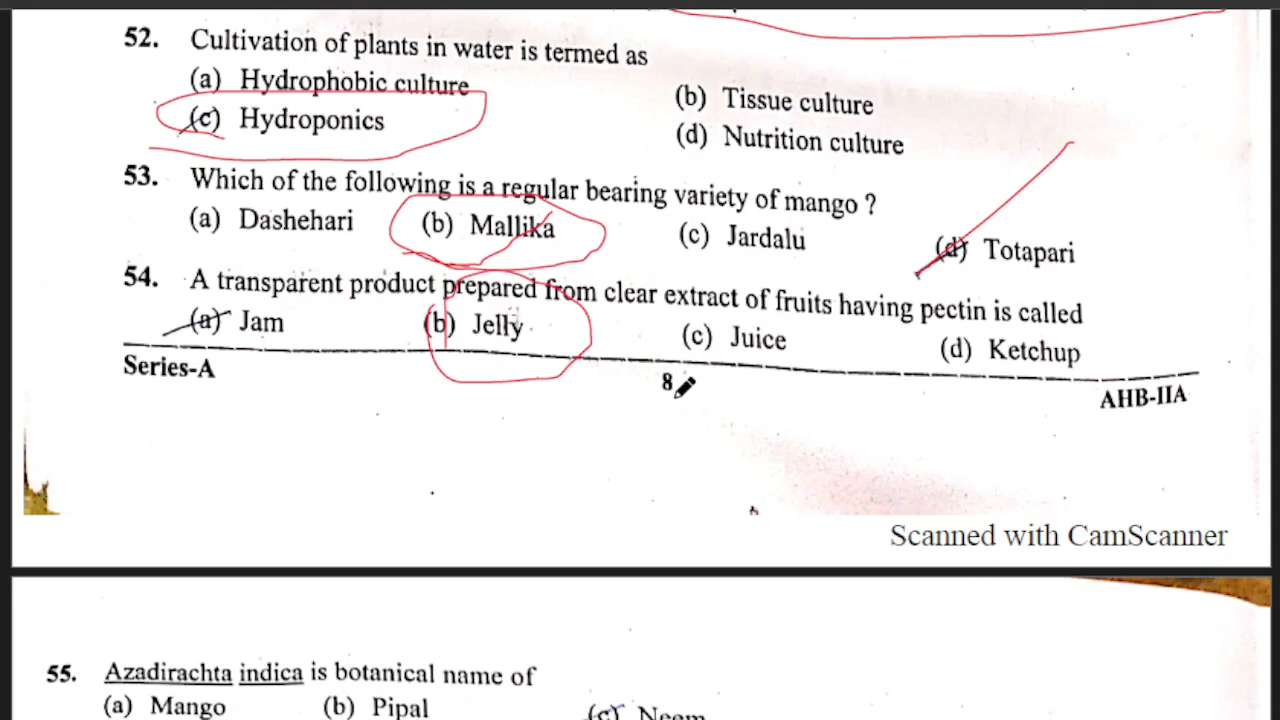 52. Cultivation of plants in water is termed as
(a) Hydrophobic culture (b) Tissue culture
(c) Hydroponics (d) Nutrition culture
53. Which of the following is a regular bearing variety of mango ?
(a) Dashehari (b) Mallika (c) Jardalu (d) Totapari
54. A transparent product prepared from clear extract of fruits having pectin is called
(a) Jam (b) Jelly (c) Juice (d) Ketchup
Series-A 8 AHB-IIA
Scanned with CamScanner
55. Azadirachta indica is botanical name of
(a) Mango (b) Pipal (c) Neem